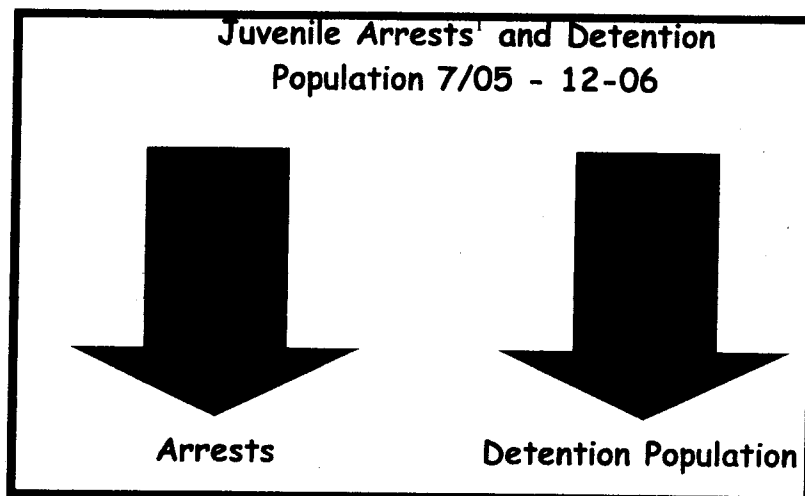 Juvenile Arrests¹ and Detention
Population 7/05 - 12-06
Arrests
Detention Population